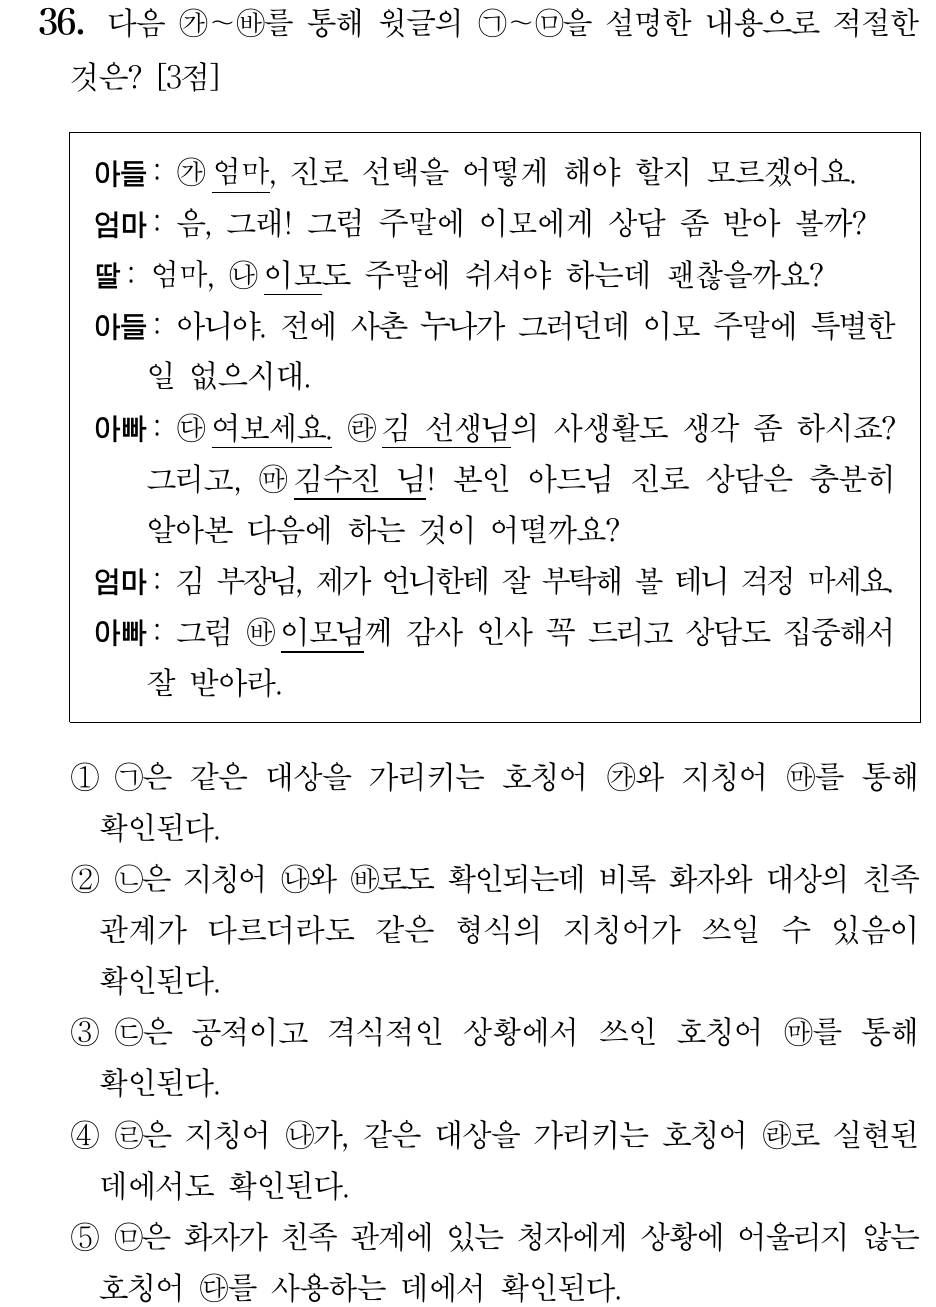 36. 다음 ㉮～㉳를 통해 윗글의 ㉠～㉤을 설명한 내용으로 적절한
것은? [3점]
아들: ㉮ 엄마, 진로 선택을 어떻게 해야 할지 모르겠어요.
엄마: 음, 그래! 그럼 주말에 이모에게 상담 좀 받아 볼까?
딸: 엄마, ㉯ 이모도 주말에 쉬셔야 하는데 괜찮을까요?
아들: 아니야. 전에 사촌 누나가 그러던데 이모 주말에 특별한
일 없으시대.
아빠: ㉰ 여보세요. ㉱ 김 선생님의 사생활도 생각 좀 하시죠?
그리고, ㉲ 김수진 님! 본인 아드님 진로 상담은 충분히
알아본 다음에 하는 것이 어떨까요?
엄마: 김 부장님, 제가 언니한테 잘 부탁해 볼 테니 걱정 마세요.
아빠: 그럼 ㉳ 이모님께 감사 인사 꼭 드리고 상담도 집중해서
잘 받아라.
① ㉠은 같은 대상을 가리키는 호칭어 ㉮와 지칭어 ㉲를 통해
확인된다.
② ㉡은 지칭어 ㉯와 ㉳로도 확인되는데 비록 화자와 대상의 친족
관계가 다르더라도 같은 형식의 지칭어가 쓰일 수 있음이
확인된다.
③ ㉢은 공적이고 격식적인 상황에서 쓰인 호칭어 ㉲를 통해
확인된다.
④ ㉣은 지칭어 ㉯가, 같은 대상을 가리키는 호칭어 ㉱로 실현된
데에서도 확인된다.
⑤ ㉤은 화자가 친족 관계에 있는 청자에게 상황에 어울리지 않는
호칭어 ㉰를 사용하는 데에서 확인된다.